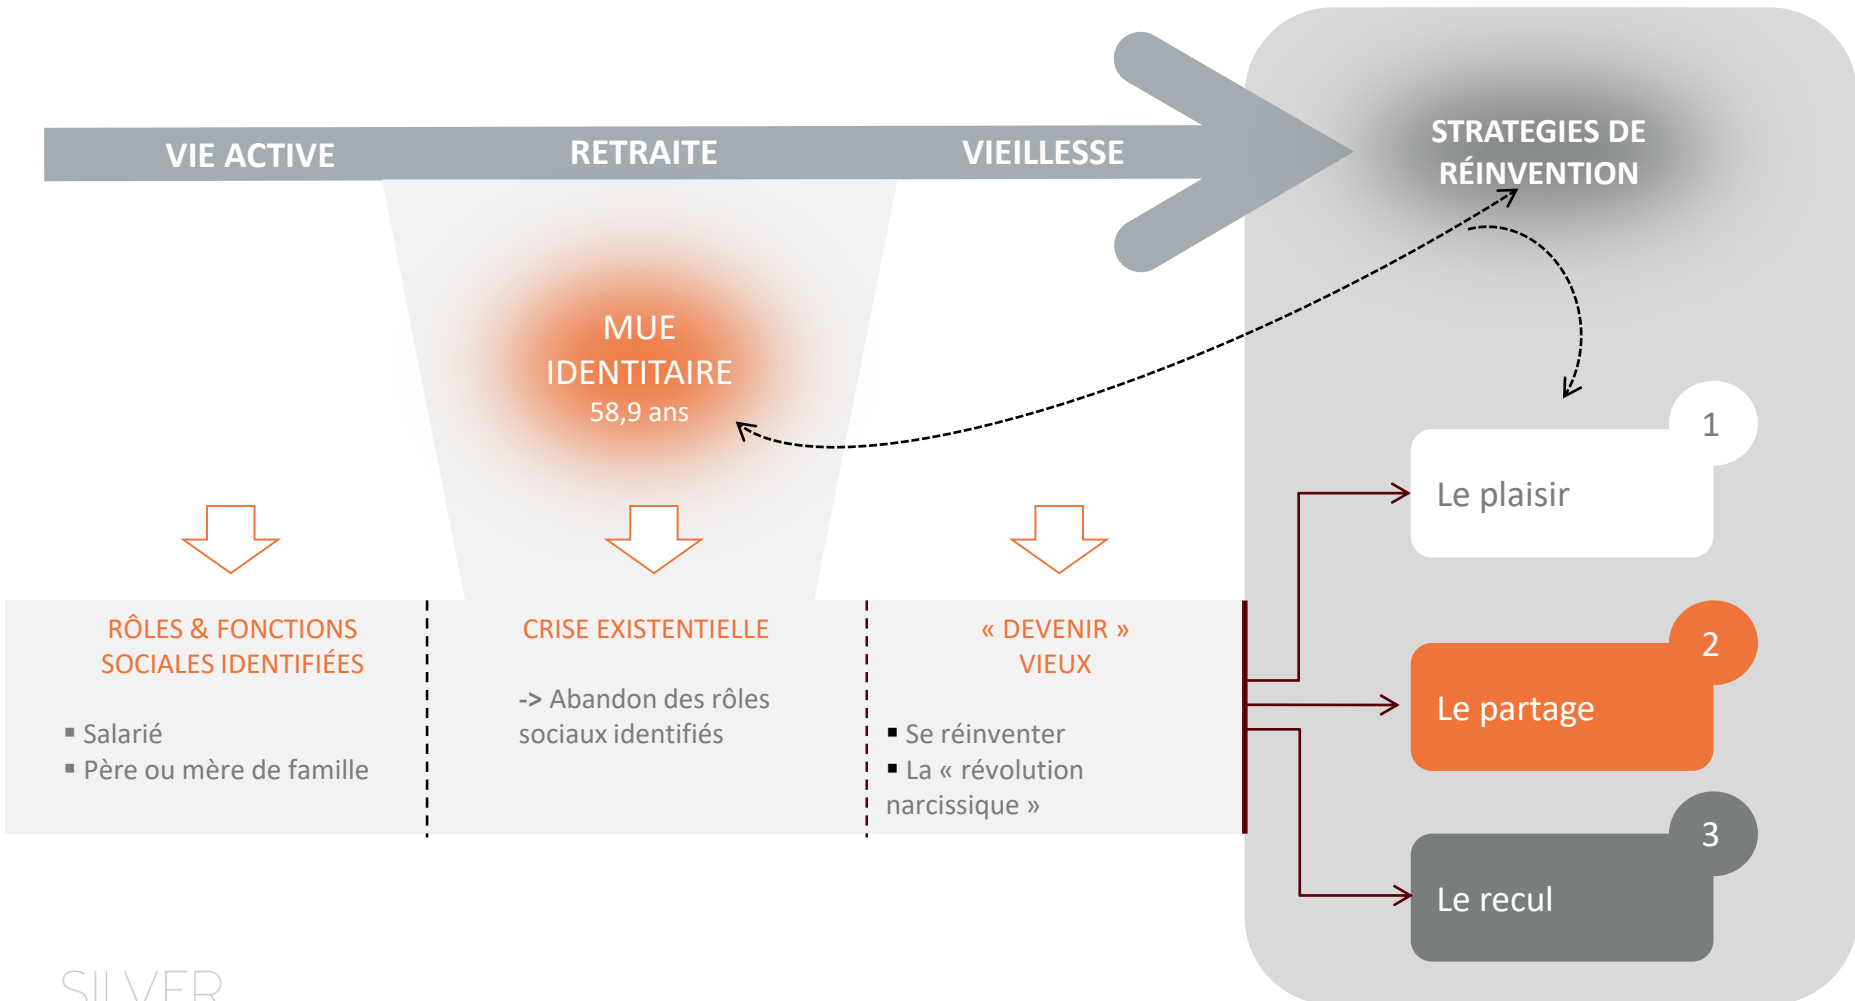 VIE ACTIVE
RETRAITE
VIEILLESSE
STRATEGIES DE
RÉINVENTION
MUE
IDENTITAIRE
58,9 ans
RÔLES & FONCTIONS
SOCIALES IDENTIFIÉES
▪ Salarié
▪ Père ou mère de famille
CRISE EXISTENTIELLE
-> Abandon des rôles
sociaux identifiés
« DEVENIR »
VIEUX
▪ Se réinventer
▪ La « révolution
narcissique »
1
Le plaisir
2
Le partage
3
Le recul
SILVER